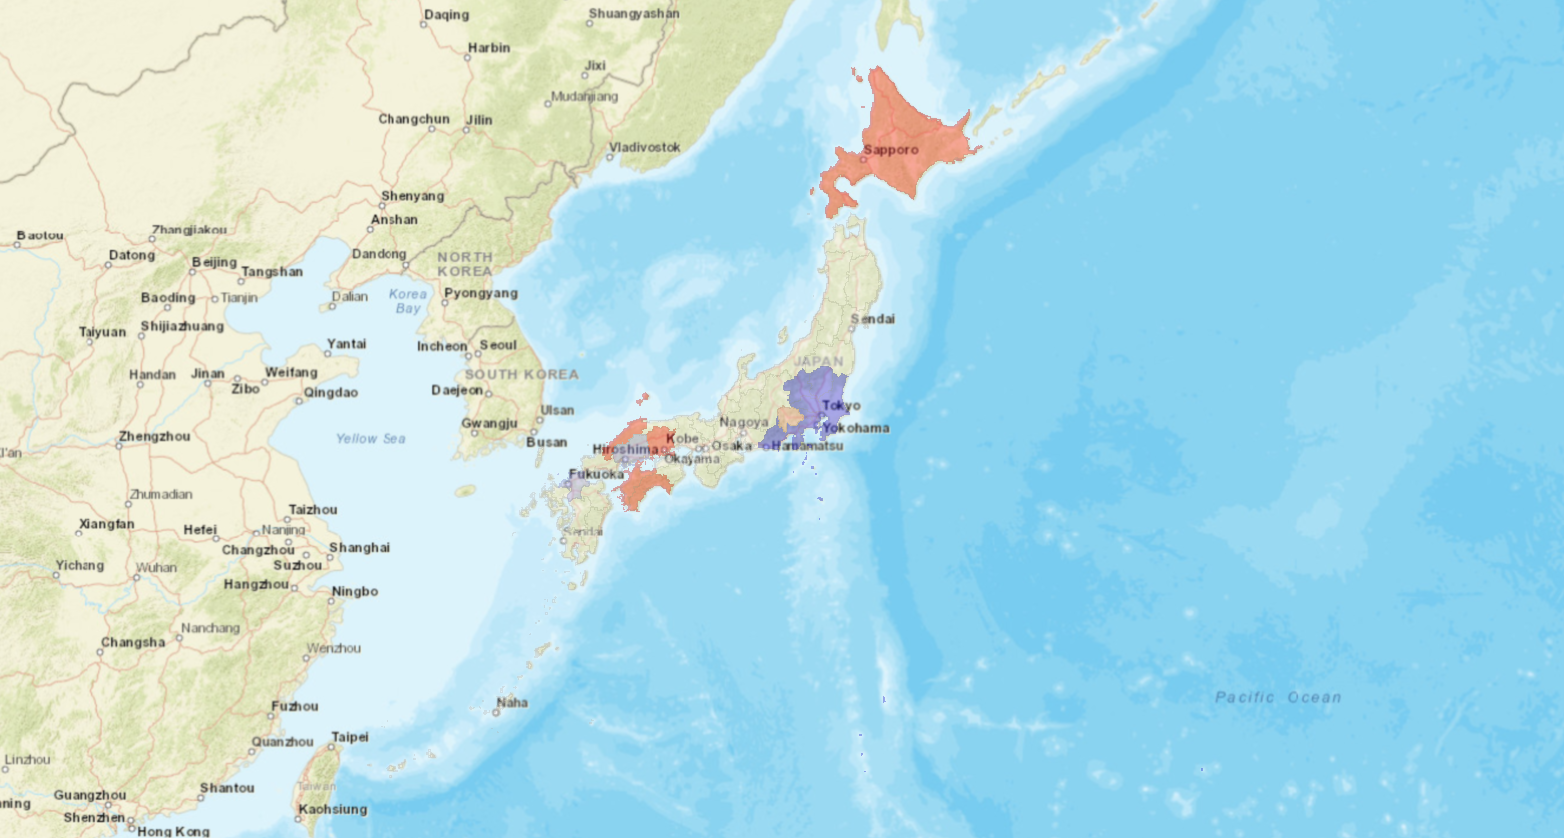 Daqing
Shuangyashan
Harbin
Jixi
Mudanjiang
Changchun
Jilin
Vladivostok
Sapporo
Shenyang
Anshan
Zhangjiakou
Baotou
Datong
Beijing
Dandong
NORTH
KOREA
Tangshan
Baoding
Tianjin
Dalian
Korea
Bay
Pyongyang
Taiyuan
Shijiazhuang
Sendai
Yantai
Incheon
Seoul
JAPAN
Handan
Jinan
Weifang
SOUTH KOREA
Zibo
Qingdao
Daejeon
Tokyo
Ulsan
Gwangju
Nagoya
Yokohama
Zhengzhou
Yellow Sea
Busan
Kobe
Hiroshima
Osaka
Hamamatsu
Okayama
Fukuoka
Zhumadian
Taizhou
Xiangfan
Hefei
Nanjing
Sendai
Changzhou
Shanghai
Suzhou
Yichang
Wuhan
Hangzhou
Ningbo
Nanchang
Changsha
Wenzhou
Pacific Ocean
Naha
Fuzhou
Quanzhou
Taipei
Linzhou
Taiwan
Shantou
Guangzhou
Kaohsiung
Shenzhen
Hong Kong